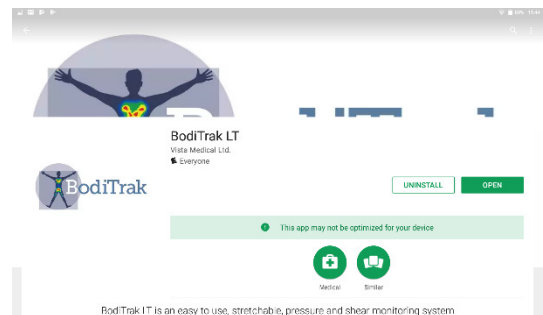 BodiTrak LT
Vista Medical Ltd.
Everyone
BodiTrak
UNINSTALL
OPEN
This app may not be optimized for your device
Medical
Similar
BodiTrak LT is an easy to use, stretchable, pressure and shear monitoring system